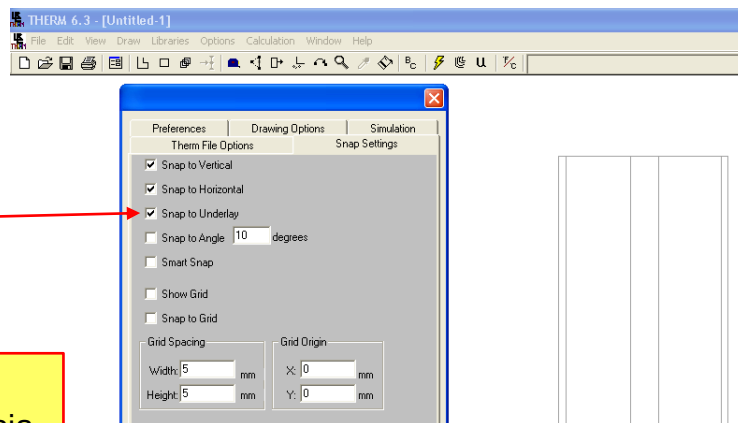 THERM 6.3 - [Untitled-1]
File Edit View Draw Libraries Options Calculation Window Help
Preferences Drawing Options Simulation
Therm File Options Snap Settings
Snap to Vertical
Snap to Horizontal
Snap to Underlay
Snap to Angle 10 degrees
Smart Snap
Show Grid
Snap to Grid
Grid Spacing Grid Origin
Width: 5 mm X: 0 mm
Height: 5 mm Y: 0 mm